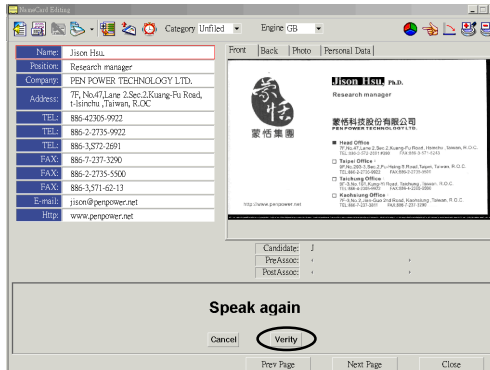 NameCard Editing
Category Unfiled
Engine GB
Name: Jison Hsu.
Position: Research manager
Company: PEN POWER TECHNOLOGY LTD.
Address: 7F, No.47,Lane 2.Sec.2.Kuang-Fu Road,
t-Isinchu ,Taiwan, R.OC
TEL: 886-42305-9922
TEL: 886-2-2735-9922
TEL: 886-3,S72-2691
FAX: 886-7-237-3290
FAX: 886-2-2735-5500
FAX: 886-3,571-62-13
E-mail: jison@penpower.net
Http: www.penpower.net
Front Back Photo Personal Data
Jison Hsu, Ph.D.
Research manager
蒙恬
蒙恬集團
蒙恬科技股份有限公司
PENPOWER TECHNOLOGY LTD.
Head Office
Taipei Office
Taichung Office
Kaohsiung Office
http://www.penpower.net
Candidate: J
PreAssoc:
PostAssoc:
Speak again
Cancel
Verity
Prev Page
Next Page
Close